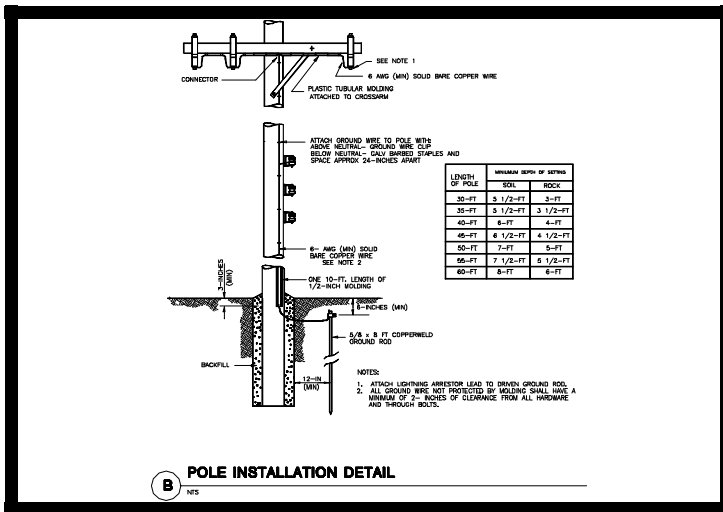 SEE NOTE 1
6 AWG (MIN) SOLID BARE COPPER WIRE
CONNECTOR
PLASTIC TUBULAR MOLDING
ATTACHED TO CROSSARM
ATTACH GROUND WIRE TO POLE WITH:
ABOVE NEUTRAL- GROUND WIRE CLIP
BELOW NEUTRAL- GALV BARBED STAPLES AND
SPACE APPROX 24-INCHES APART
LENGTH
OF POLE
MINIMUM DEPTH OF SETTING
SOIL ROCK
30-FT 5 1/2-FT 3-FT
35-FT 5 1/2-FT 3 1/2-FT
40-FT 6-FT 4-FT
45-FT 6 1/2-FT 4 1/2-FT
50-FT 7-FT 5-FT
55-FT 7 1/2-FT 5 1/2-FT
60-FT 8-FT 6-FT
6- AWG (MIN) SOLID
BARE COPPER WIRE
SEE NOTE 2
3-INCHES
(MIN)
ONE 10-FT. LENGTH OF
1/2-INCH MOLDING
6-INCHES (MIN)
5/8 x 8 FT COPPERWELD
GROUND ROD
BACKFILL
12-IN
(MIN)
NOTES:
1. ATTACH LIGHTNING ARRESTOR LEAD TO DRIVEN GROUND ROD.
2. ALL GROUND WIRE NOT PROTECTED BY MOLDING SHALL HAVE A
MINIMUM OF 2- INCHES OF CLEARANCE FROM ALL HARDWARE
AND THROUGH BOLTS.
B POLE INSTALLATION DETAIL
NTS